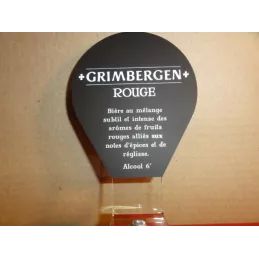 +GRIMBERGEN+
ROUGE
Bière au mélange
subtil et intense des
arômes de fruits
rouges alliés aux
notes d'épices et de
réglisse.
Alcool 6°